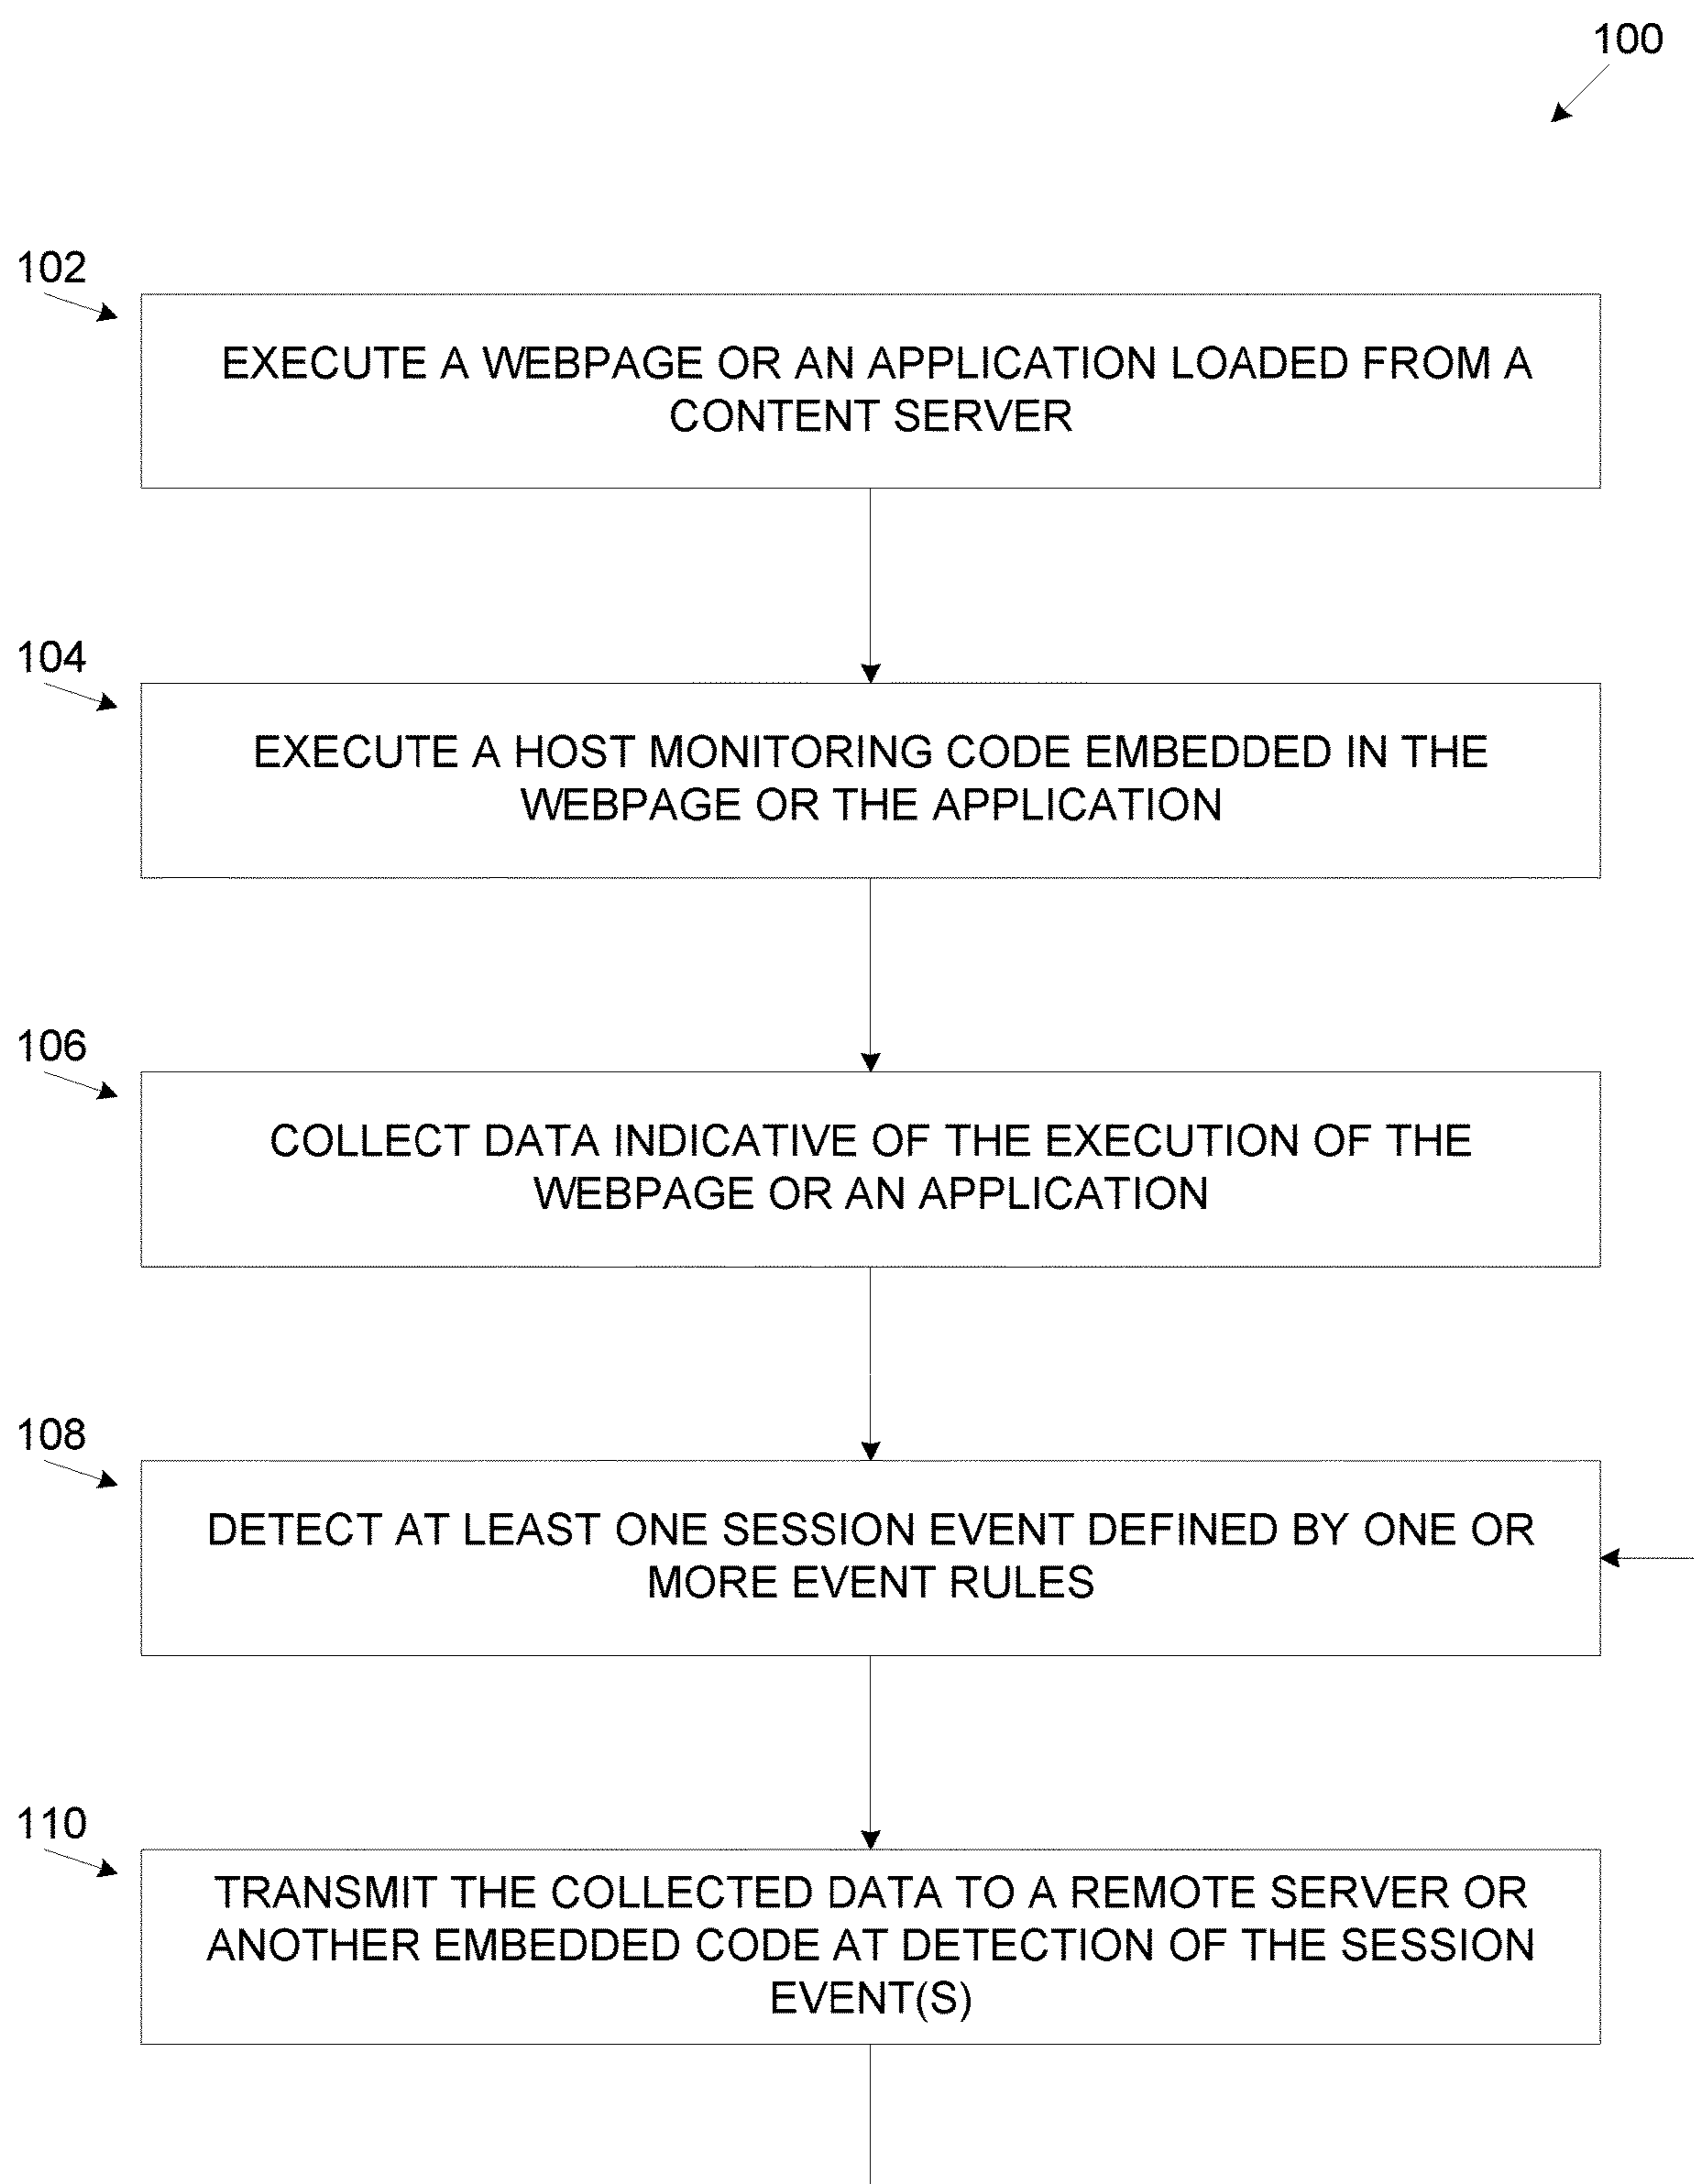 100
102
EXECUTE A WEBPAGE OR AN APPLICATION LOADED FROM A
CONTENT SERVER
104
EXECUTE A HOST MONITORING CODE EMBEDDED IN THE
WEBPAGE OR THE APPLICATION
106
COLLECT DATA INDICATIVE OF THE EXECUTION OF THE
WEBPAGE OR AN APPLICATION
108
DETECT AT LEAST ONE SESSION EVENT DEFINED BY ONE OR
MORE EVENT RULES
110
TRANSMIT THE COLLECTED DATA TO A REMOTE SERVER OR
ANOTHER EMBEDDED CODE AT DETECTION OF THE SESSION
EVENT(S)